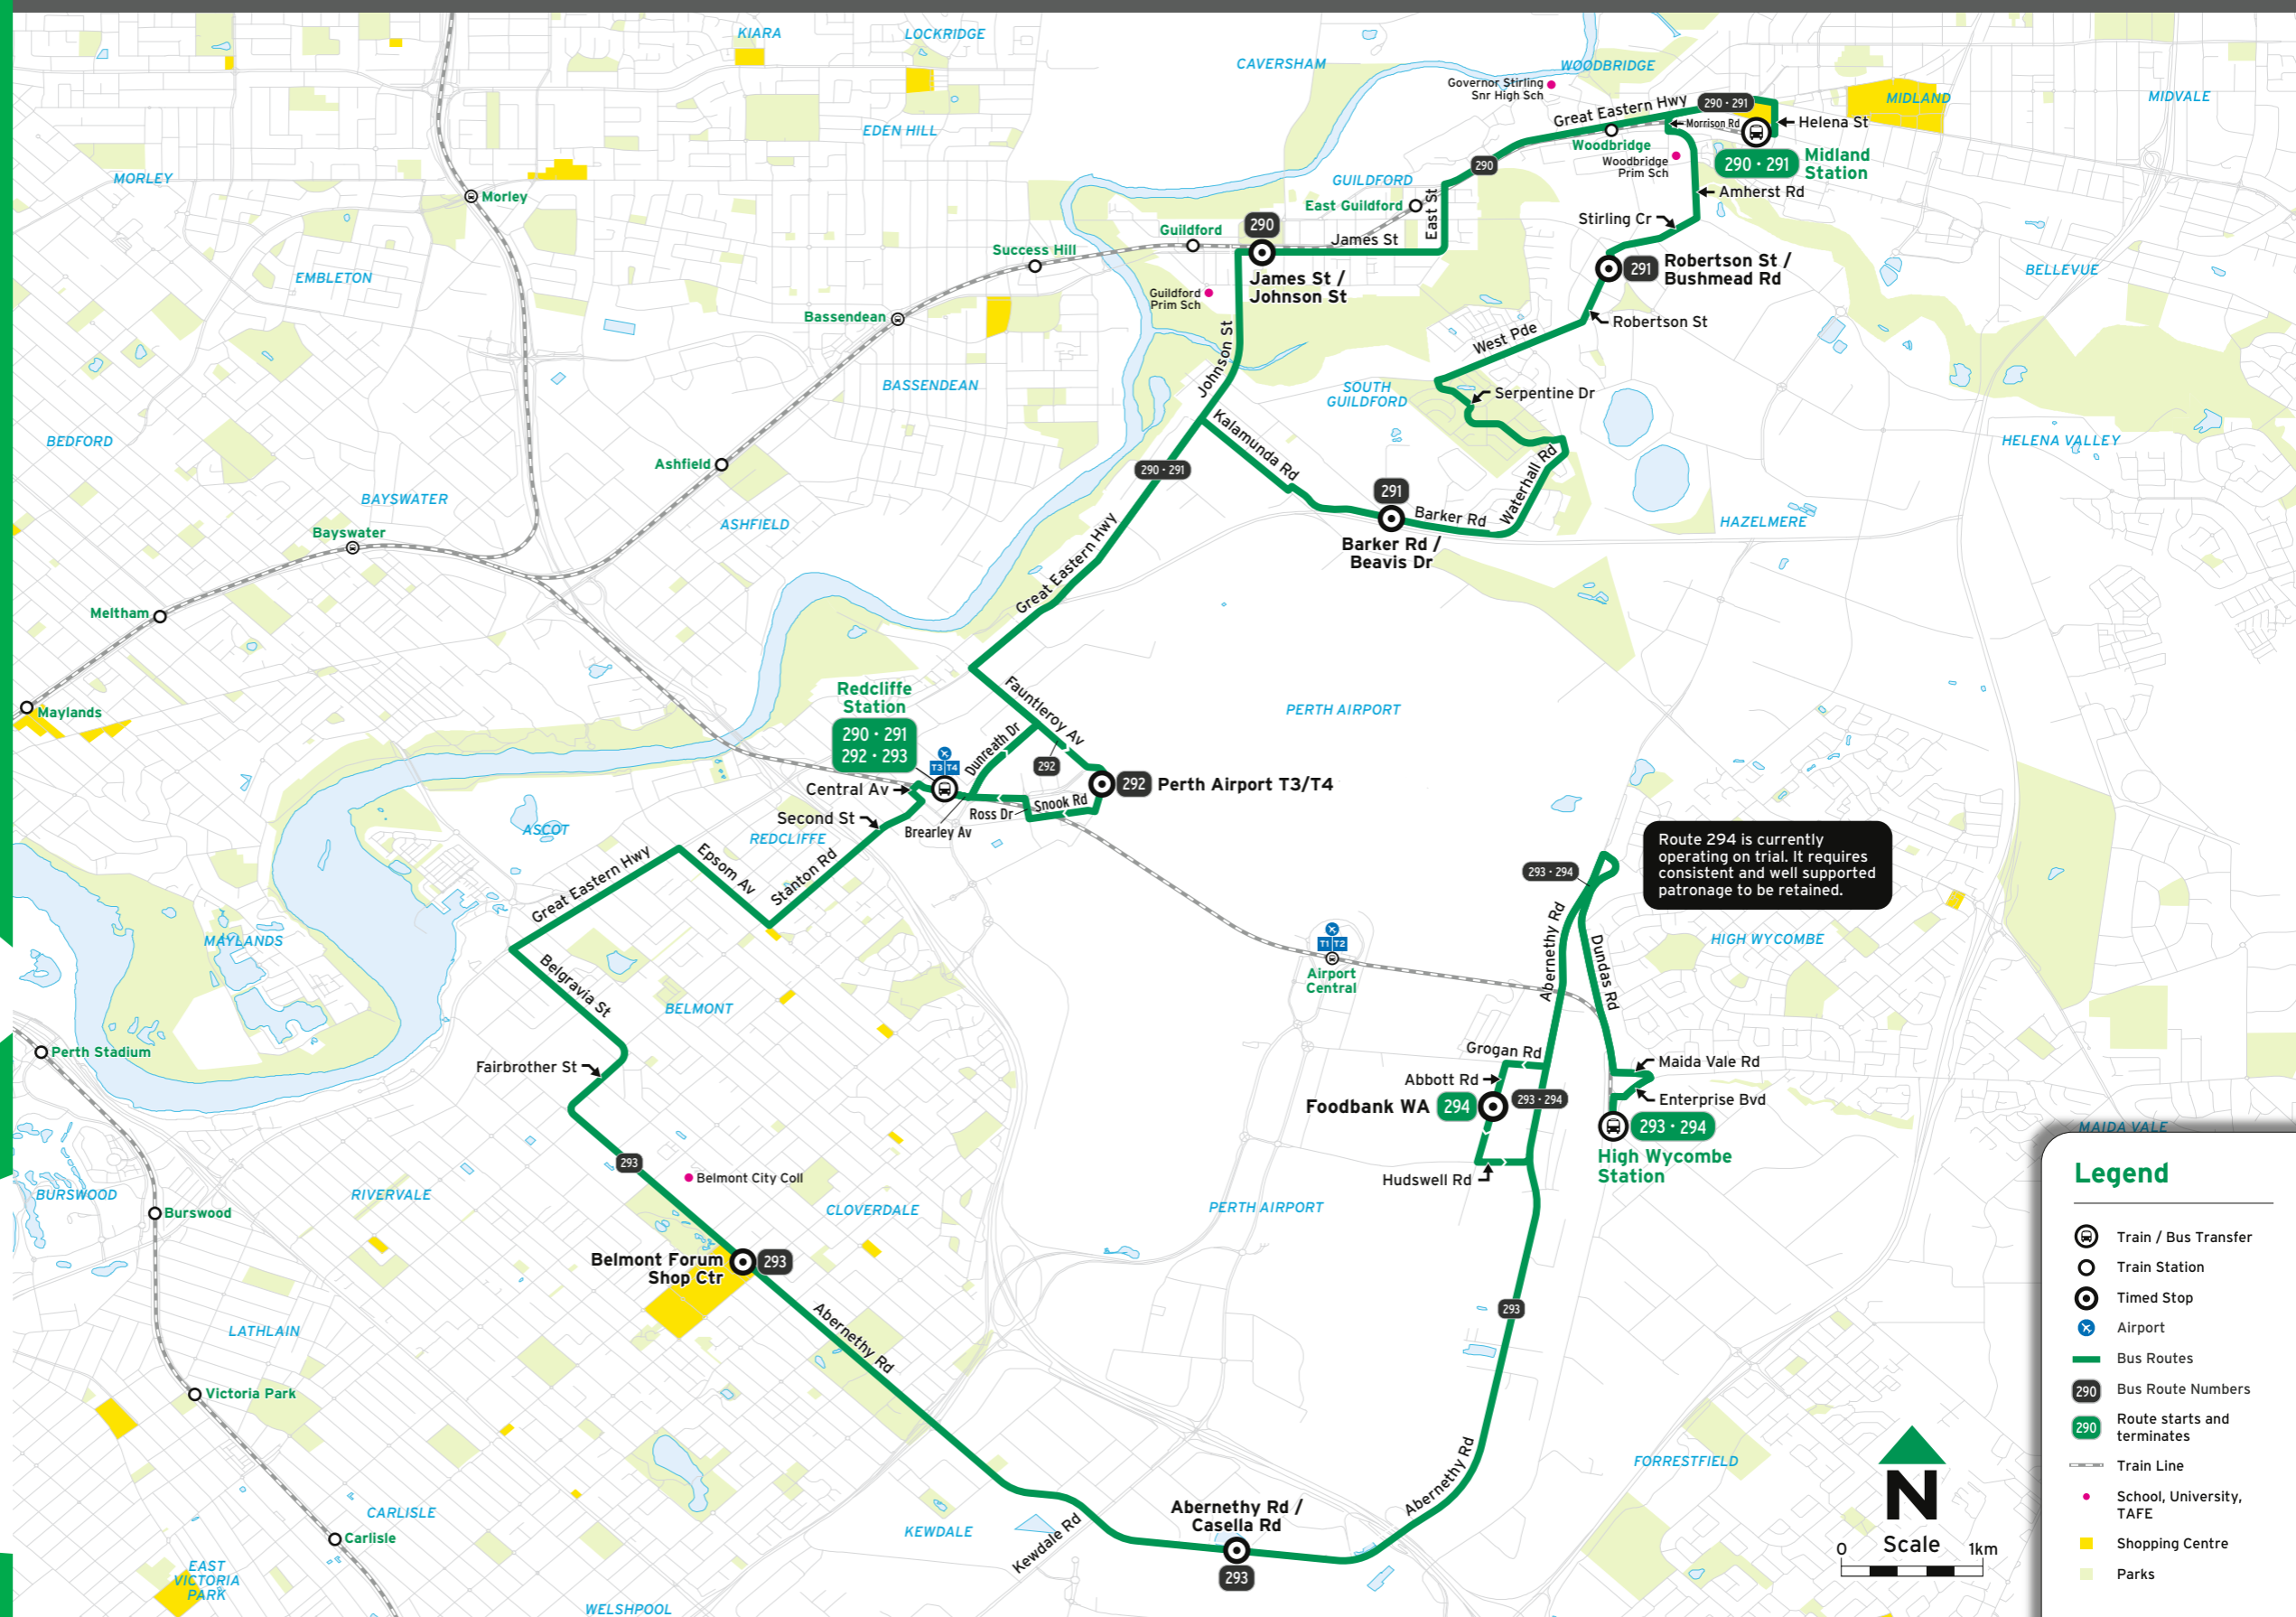 KIARA
LOCKRIDGE
CAVERSHAM
WOODBRIDGE
Governor Stirling
Snr High Sch
MIDLAND
MIDVALE
Great Eastern Hwy
290 · 291
Morrison Rd
Helena St
EDEN HILL
Woodbridge
290
Woodbridge
Prim Sch
290 · 291
Midland
Station
MORLEY
GUILDFORD
Morley
Amherst Rd
East Guildford
East St
Stirling Cr
290
Guildford
James St
Success Hill
291
Robertson St /
Bushmead Rd
BELLEVUE
EMBLETON
James St /
Johnson St
Guildford
Prim Sch
Bassendean
Robertson St
West Pde
Johnson St
BASSENDEAN
SOUTH
GUILDFORD
Serpentine Dr
BEDFORD
Kalamunda Rd
HELENA VALLEY
Ashfield
290 · 291
Waterhall Rd
BAYSWATER
291
Barker Rd
ASHFIELD
HAZELMERE
Bayswater
Barker Rd /
Beavis Dr
Great Eastern Hwy
Meltham
Redcliffe
Station
290 · 291
292 · 293
Fauntleroy Av
PERTH AIRPORT
Maylands
Dunreath Dr
T3 T4
292
292
Perth Airport T3/T4
Central Av
Snook Rd
Ross Dr
Second St
Brearley Av
ASCOT
REDCLIFFE
Route 294 is currently
operating on trial. It requires
consistent and well supported
patronage to be retained.
Great Eastern Hwy
Epsom Av
Stanton Rd
293 · 294
Abernethy Rd
Dundas Rd
HIGH WYCOMBE
MAYLANDS
T1 T2
Airport
Central
Belgravia St
BELMONT
Perth Stadium
Grogan Rd
Maida Vale Rd
Fairbrother St
Abbott Rd
Foodbank WA
294
293 · 294
Enterprise Bvd
293 · 294
High Wycombe
Station
MAIDA VALE
293
Belmont City Coll
Hudswell Rd
BURSWOOD
RIVERVALE
CLOVERDALE
PERTH AIRPORT
Burswood
Belmont Forum
Shop Ctr
293
293
LATHLAIN
Abernethy Rd
Victoria Park
Abernethy Rd
FORRESTFIELD
CARLISLE
Abernethy Rd /
Casella Rd
KEWDALE
Kewdale Rd
Carlisle
293
EAST
VICTORIA
PARK
WELSHPOOL
N
Scale
0
1km
Legend
Train / Bus Transfer
Train Station
Timed Stop
Airport
Bus Routes
290
Bus Route Numbers
290
Route starts and
terminates
Train Line
School, University,
TAFE
Shopping Centre
Parks